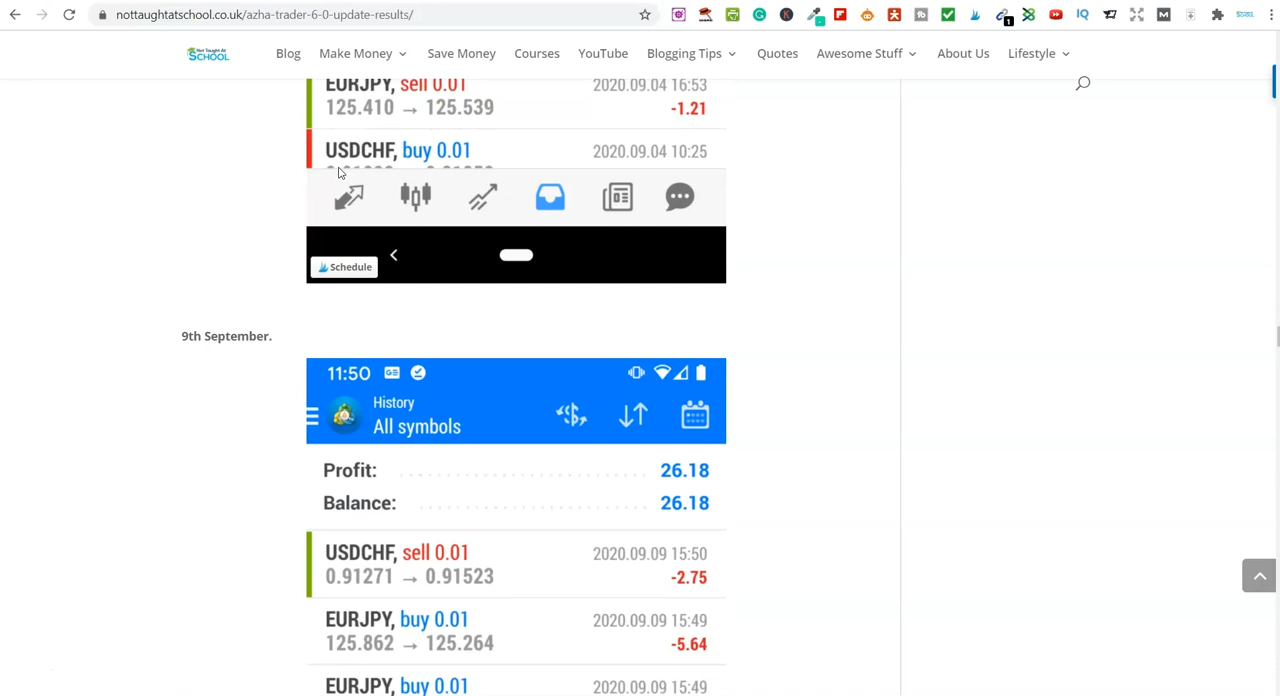 nottaughtatschool.co.uk/azha-trader-6-0-update-results/
Not Taught At
SCHOOL
Blog
Make Money
Save Money
Courses
YouTube
Blogging Tips
Quotes
Awesome Stuff
About Us
Lifestyle
EURJPY, sell 0.01
2020.09.04 16:53
125.410 → 125.539
-1.21
USDCHF, buy 0.01
2020.09.04 10:25
Schedule
9th September.
11:50
History
All symbols
Profit:
26.18
Balance:
26.18
USDCHF, sell 0.01
2020.09.09 15:50
0.91271 → 0.91523
-2.75
EURJPY, buy 0.01
2020.09.09 15:49
125.862 → 125.264
-5.64
EURJPY, buy 0.01
2020.09.09 15:49